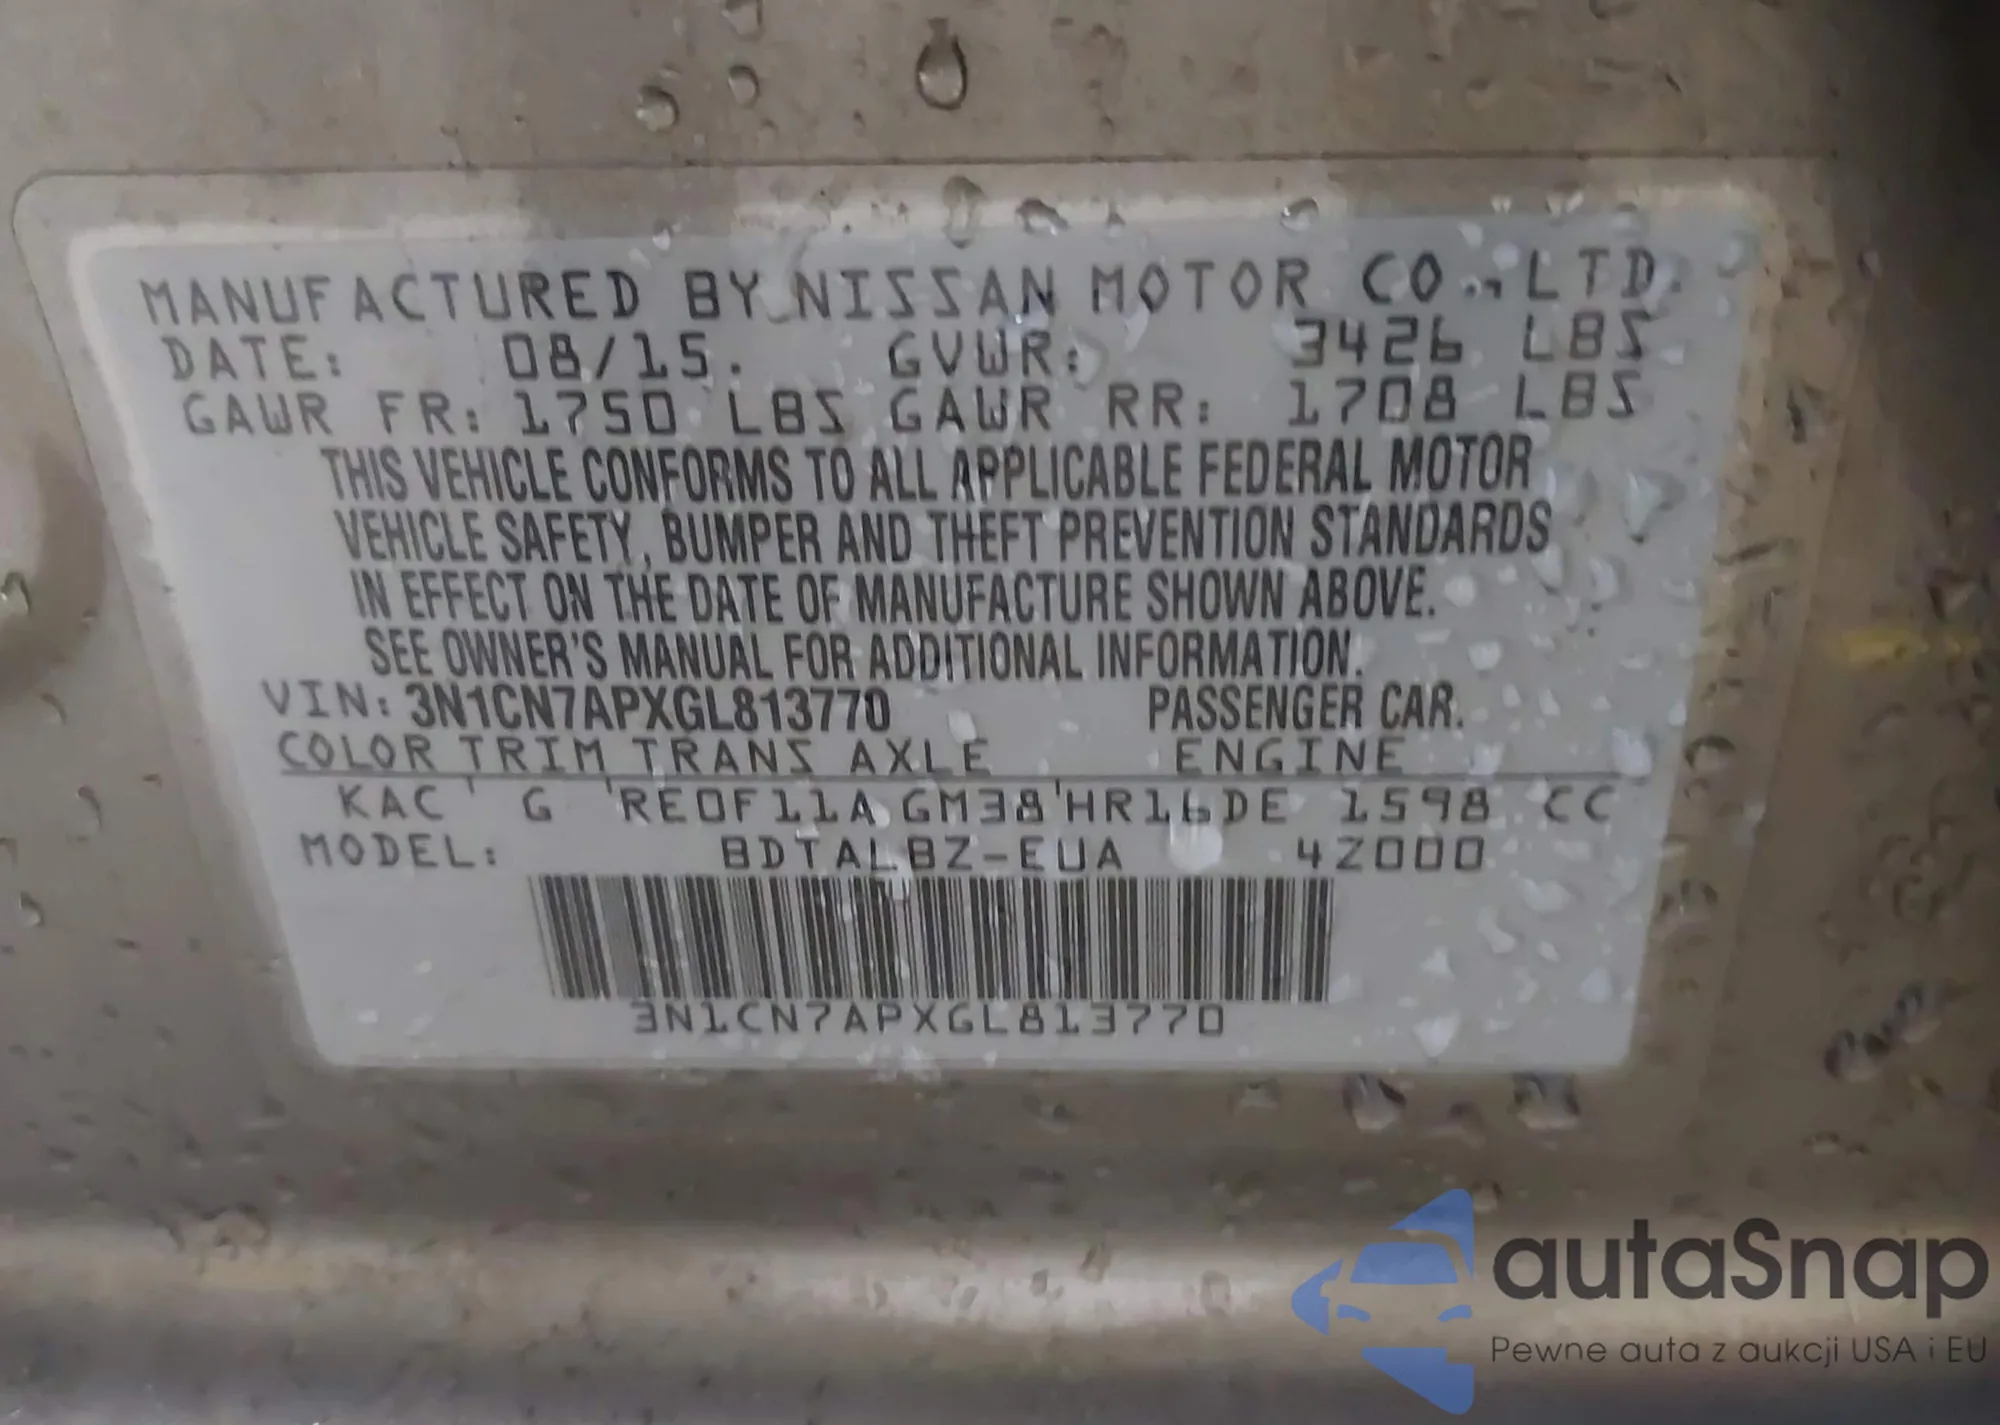 MANUFACTURED BY NISSAN MOTOR CO., LTD.
DATE: 08/15. GVWR: 3426 LBS
GAWR FR: 1750 LBS GAWR RR: 1708 LBS
THIS VEHICLE CONFORMS TO ALL APPLICABLE FEDERAL MOTOR
VEHICLE SAFETY, BUMPER AND THEFT PREVENTION STANDARDS
IN EFFECT ON THE DATE OF MANUFACTURE SHOWN ABOVE.
SEE OWNER'S MANUAL FOR ADDITIONAL INFORMATION.
VIN: 3N1CN7APXGL813770 PASSENGER CAR.
COLOR TRIM TRANS AXLE ENGINE
KAC ' G ' RE0F11A GM38 ' HR16DE 1598 CC
MODEL: BDTALBZ-EUA 4Z000
3N1CN7APXGL813770
autaSnap
Pewne auta z aukcji USA i EU